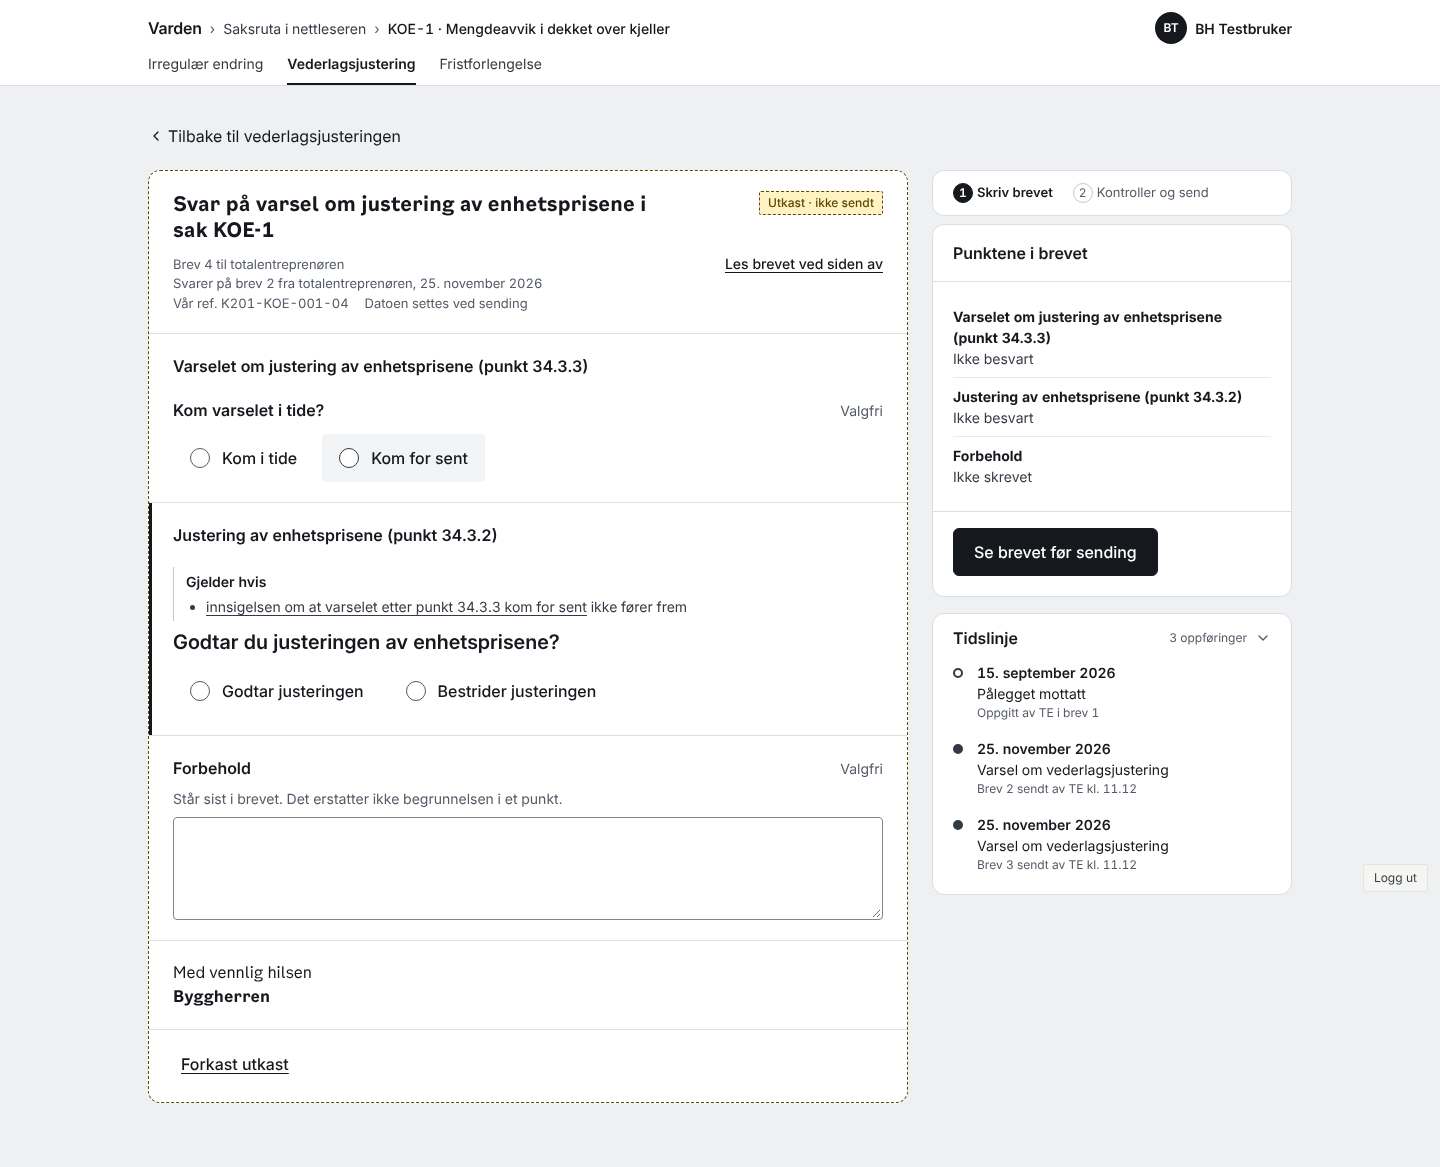 Varden › Saksruta i nettleseren › KOE-1 · Mengdeavvik i dekket over kjeller
BT BH Testbruker
Irregulær endring Vederlagsjustering Fristforlengelse
Tilbake til vederlagsjusteringen
Svar på varsel om justering av enhetsprisene i
sak KOE-1
Utkast · ikke sendt
Brev 4 til totalentreprenøren
Les brevet ved siden av
Svarer på brev 2 fra totalentreprenøren, 25. november 2026
Vår ref. K201-KOE-001-04 Datoen settes ved sending
Varselet om justering av enhetsprisene (punkt 34.3.3)
Kom varselet i tide? Valgfri
Kom i tide Kom for sent
Justering av enhetsprisene (punkt 34.3.2)
Gjelder hvis
• innsigelsen om at varselet etter punkt 34.3.3 kom for sent ikke fører frem
Godtar du justeringen av enhetsprisene?
Godtar justeringen Bestrider justeringen
Forbehold Valgfri
Står sist i brevet. Det erstatter ikke begrunnelsen i et punkt.
Med vennlig hilsen
Byggherren
Forkast utkast
1 Skriv brevet 2 Kontroller og send
Punktene i brevet
Varselet om justering av enhetsprisene
(punkt 34.3.3)
Ikke besvart
Justering av enhetsprisene (punkt 34.3.2)
Ikke besvart
Forbehold
Ikke skrevet
Se brevet før sending
Tidslinje 3 oppføringer
15. september 2026
Pålegget mottatt
Oppgitt av TE i brev 1
25. november 2026
Varsel om vederlagsjustering
Brev 2 sendt av TE kl. 11.12
25. november 2026
Varsel om vederlagsjustering
Brev 3 sendt av TE kl. 11.12
Logg ut